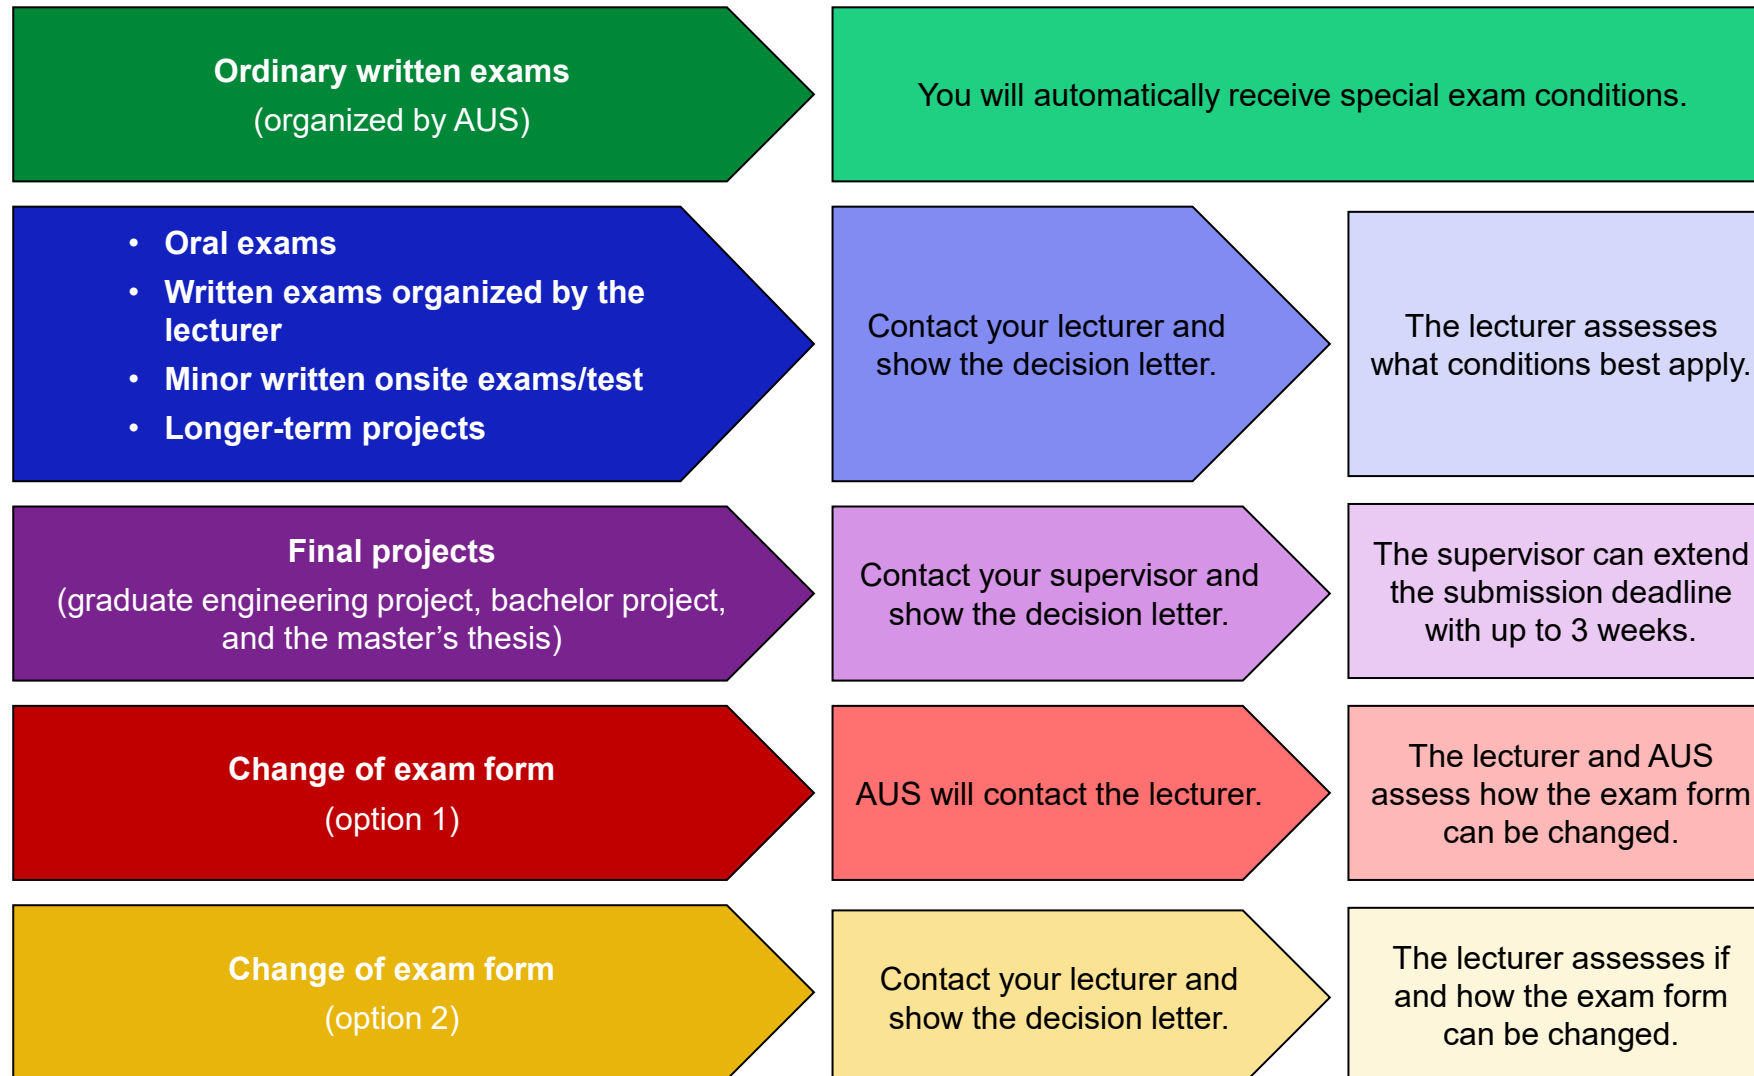 Ordinary written exams
(organized by AUS)
You will automatically receive special exam conditions.
• Oral exams
• Written exams organized by the
lecturer
• Minor written onsite exams/test
• Longer-term projects
Contact your lecturer and
show the decision letter.
The lecturer assesses
what conditions best apply.
Final projects
(graduate engineering project, bachelor project,
and the master’s thesis)
Contact your supervisor and
show the decision letter.
The supervisor can extend
the submission deadline
with up to 3 weeks.
Change of exam form
(option 1)
AUS will contact the lecturer.
The lecturer and AUS
assess how the exam form
can be changed.
Change of exam form
(option 2)
Contact your lecturer and
show the decision letter.
The lecturer assesses if
and how the exam form
can be changed.